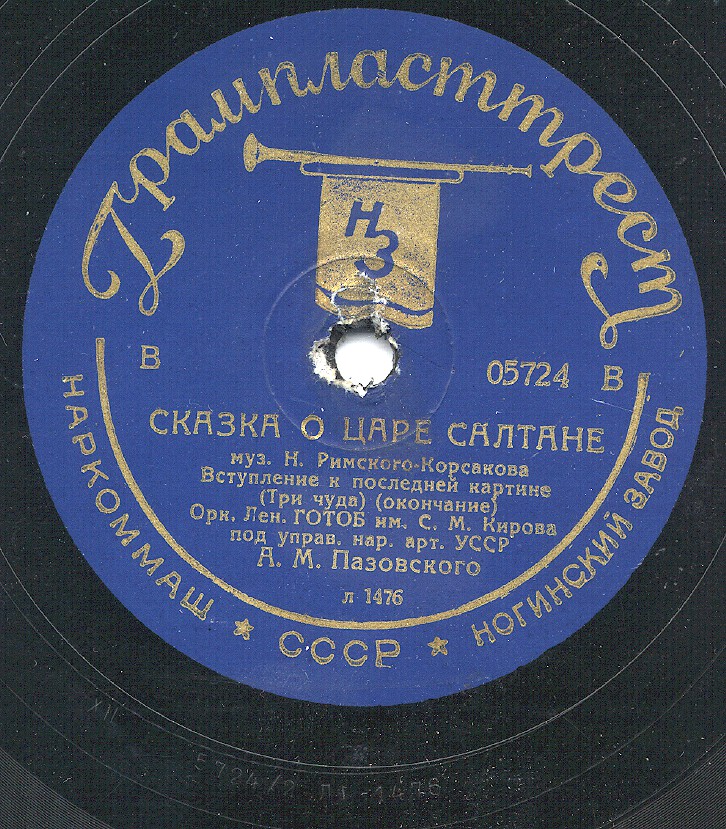 Грампласттрест
НЗ
В 05724 В
СКАЗКА О ЦАРЕ САЛТАНЕ
муз. Н. Римского-Корсакова
Вступление к последней картине
(Три чуда) (окончание)
Орк. Лен. ГОТОБ им. С. М. Кирова
под управ. нар. арт. УССР
А. М. Пазовского
л 1476
НАРКОММАШ ★ СССР ★ НОГИНСКИЙ ЗАВОД
XII